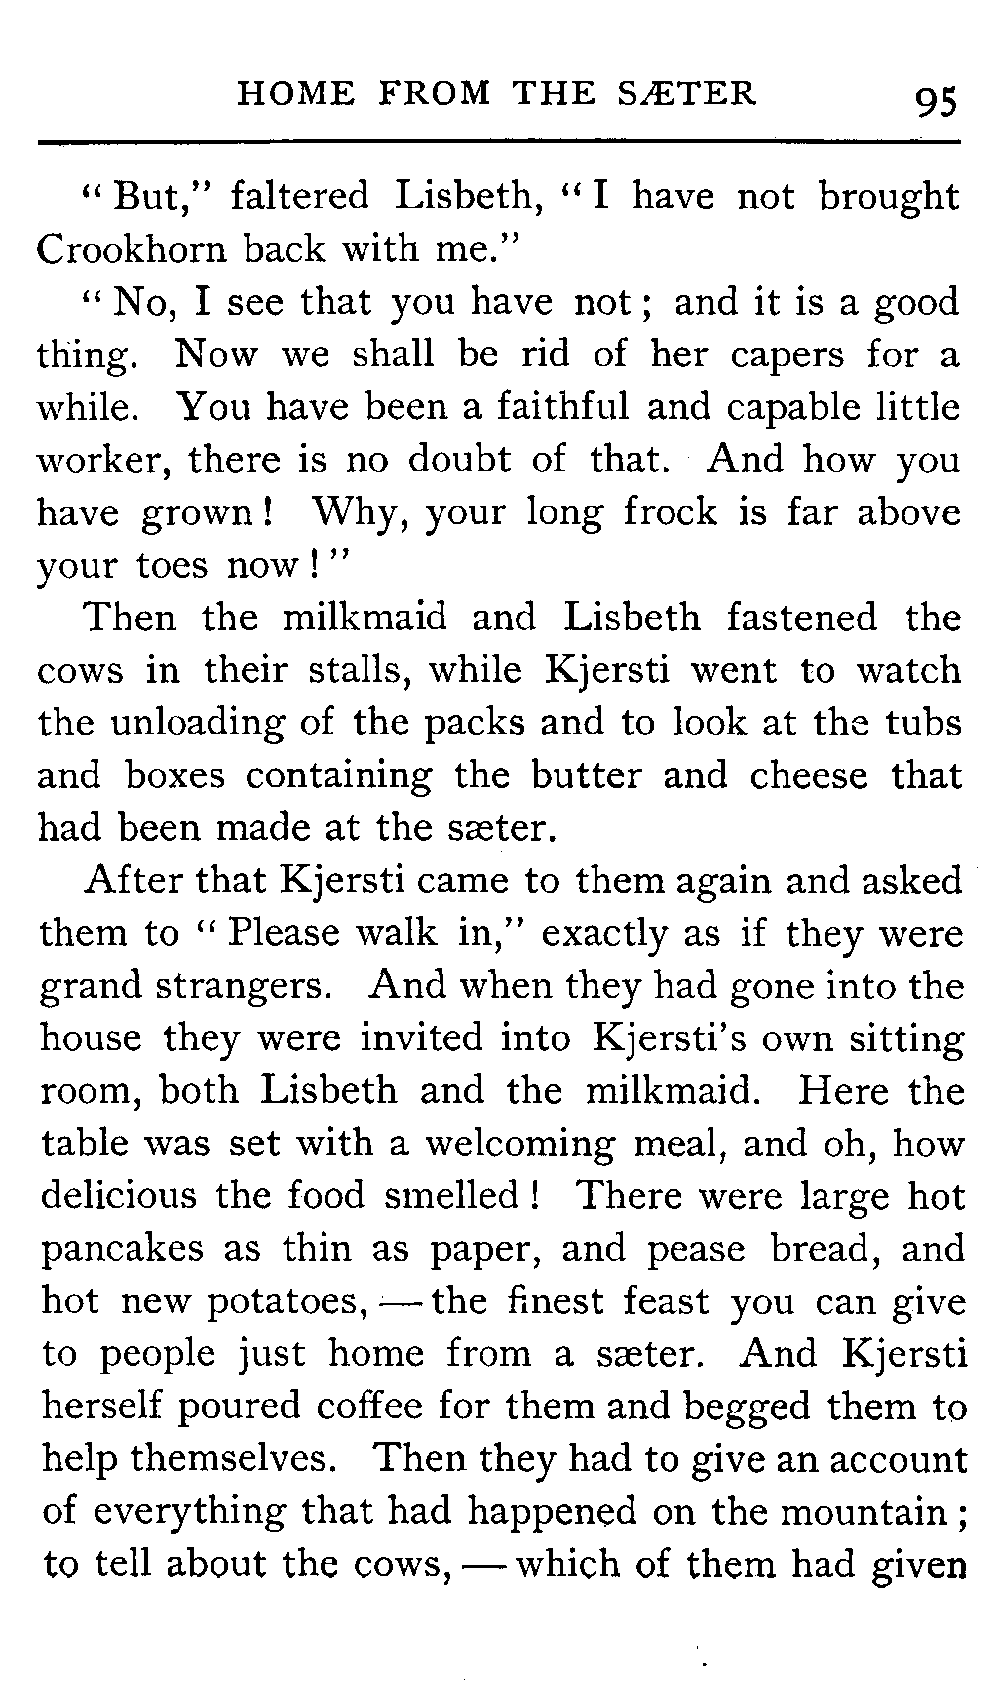 HOME FROM THE SÆTER 95
“But,” faltered Lisbeth, “I have not brought
Crookhorn back with me.”
“No, I see that you have not; and it is a good
thing. Now we shall be rid of her capers for a
while. You have been a faithful and capable little
worker, there is no doubt of that. And how you
have grown! Why, your long frock is far above
your toes now!”
Then the milkmaid and Lisbeth fastened the
cows in their stalls, while Kjersti went to watch
the unloading of the packs and to look at the tubs
and boxes containing the butter and cheese that
had been made at the sæter.
After that Kjersti came to them again and asked
them to “Please walk in,” exactly as if they were
grand strangers. And when they had gone into the
house they were invited into Kjersti’s own sitting
room, both Lisbeth and the milkmaid. Here the
table was set with a welcoming meal, and oh, how
delicious the food smelled! There were large hot
pancakes as thin as paper, and pease bread, and
hot new potatoes,—the finest feast you can give
to people just home from a sæter. And Kjersti
herself poured coffee for them and begged them to
help themselves. Then they had to give an account
of everything that had happened on the mountain;
to tell about the cows,—which of them had given